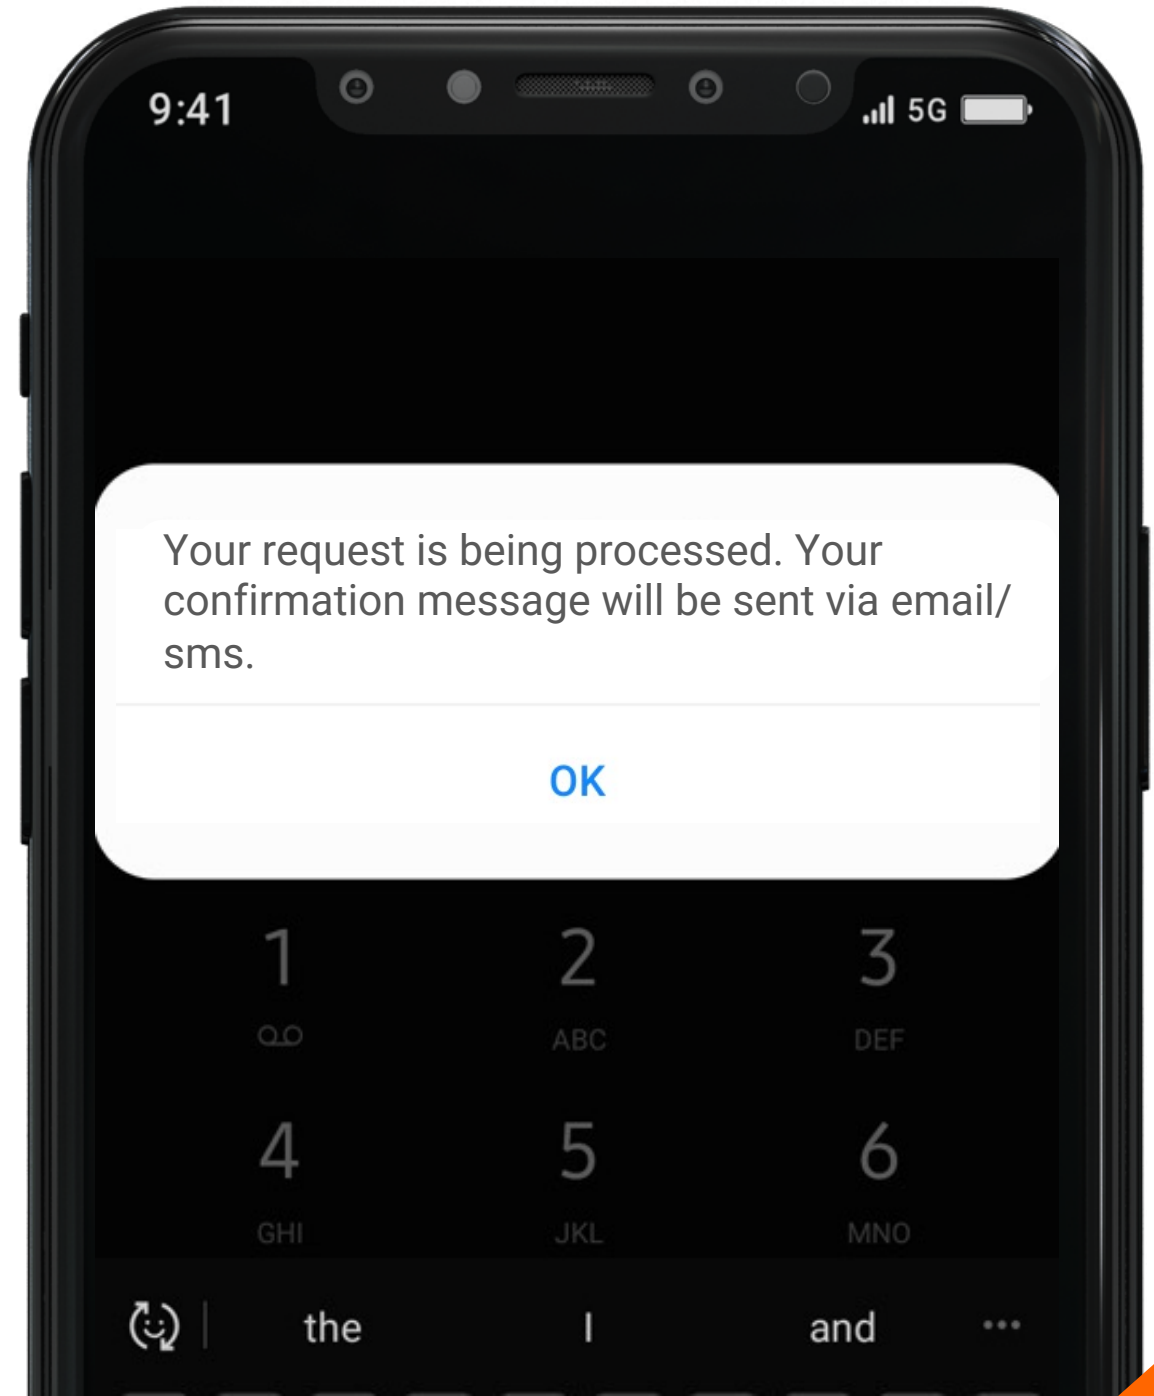 9:41 5G
Your request is being processed. Your
confirmation message will be sent via email/
sms.
OK
1 2 3
ABC DEF
4 5 6
GHI JKL MNO
the I and